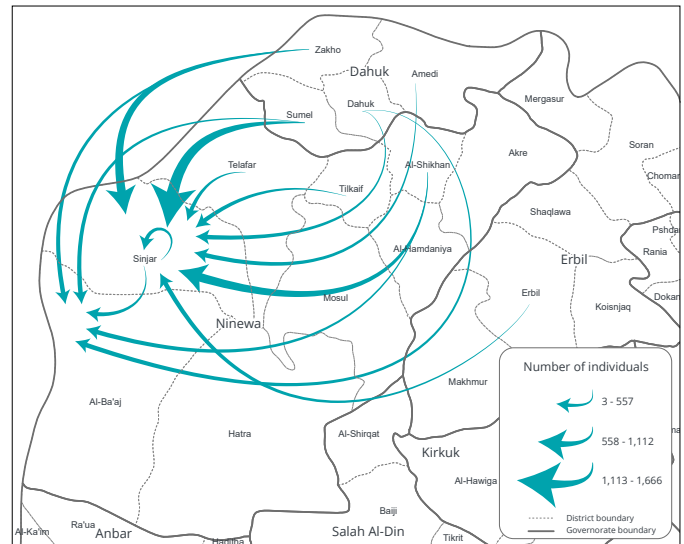 Zakho
Dahuk
Amedi
Mergasur
Dahuk
Sumel
Soran
Akre
Telafar
Al-Shikhan
Choman
Tilkaif
Shaqlawa
Pshda
Al-Hamdaniya
Rania
Sinjar
Erbil
Erbil
Dokan
Mosul
Koisnjaq
Ninewa
Number of individuals
Makhmur
3 - 557
Al-Ba'aj
Hatra
Al-Shirqat
558 - 1,112
Kirkuk
Al-Hawiga
1,113 - 1,666
Baiji
District boundary
Ra'ua
Al-Ka'im
Anbar
Salah Al-Din
Tikrit
Governorate boundary
Haditha